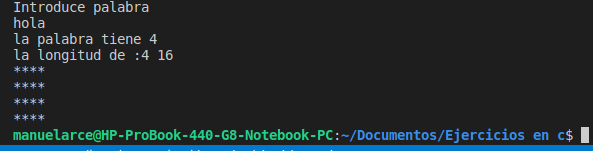 Introduce palabra
hola
la palabra tiene 4
la longitud de :4 16
****
****
****
****
manuelarce@HP-ProBook-440-G8-Notebook-PC:~/Documentos/Ejercicios en c$